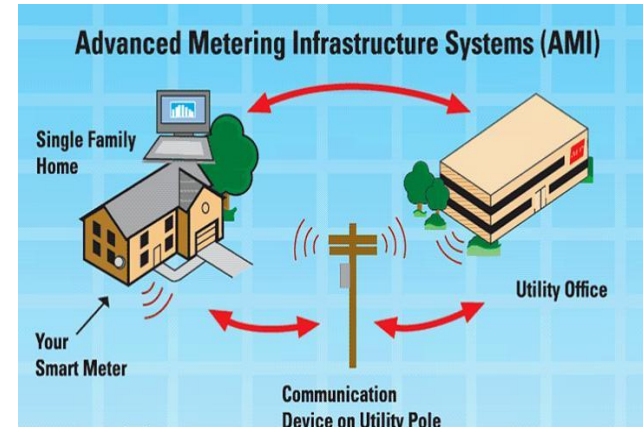 Advanced Metering Infrastructure Systems (AMI)
Single Family
Home
Utility Office
Your
Smart Meter
Communication
Device on Utility Pole